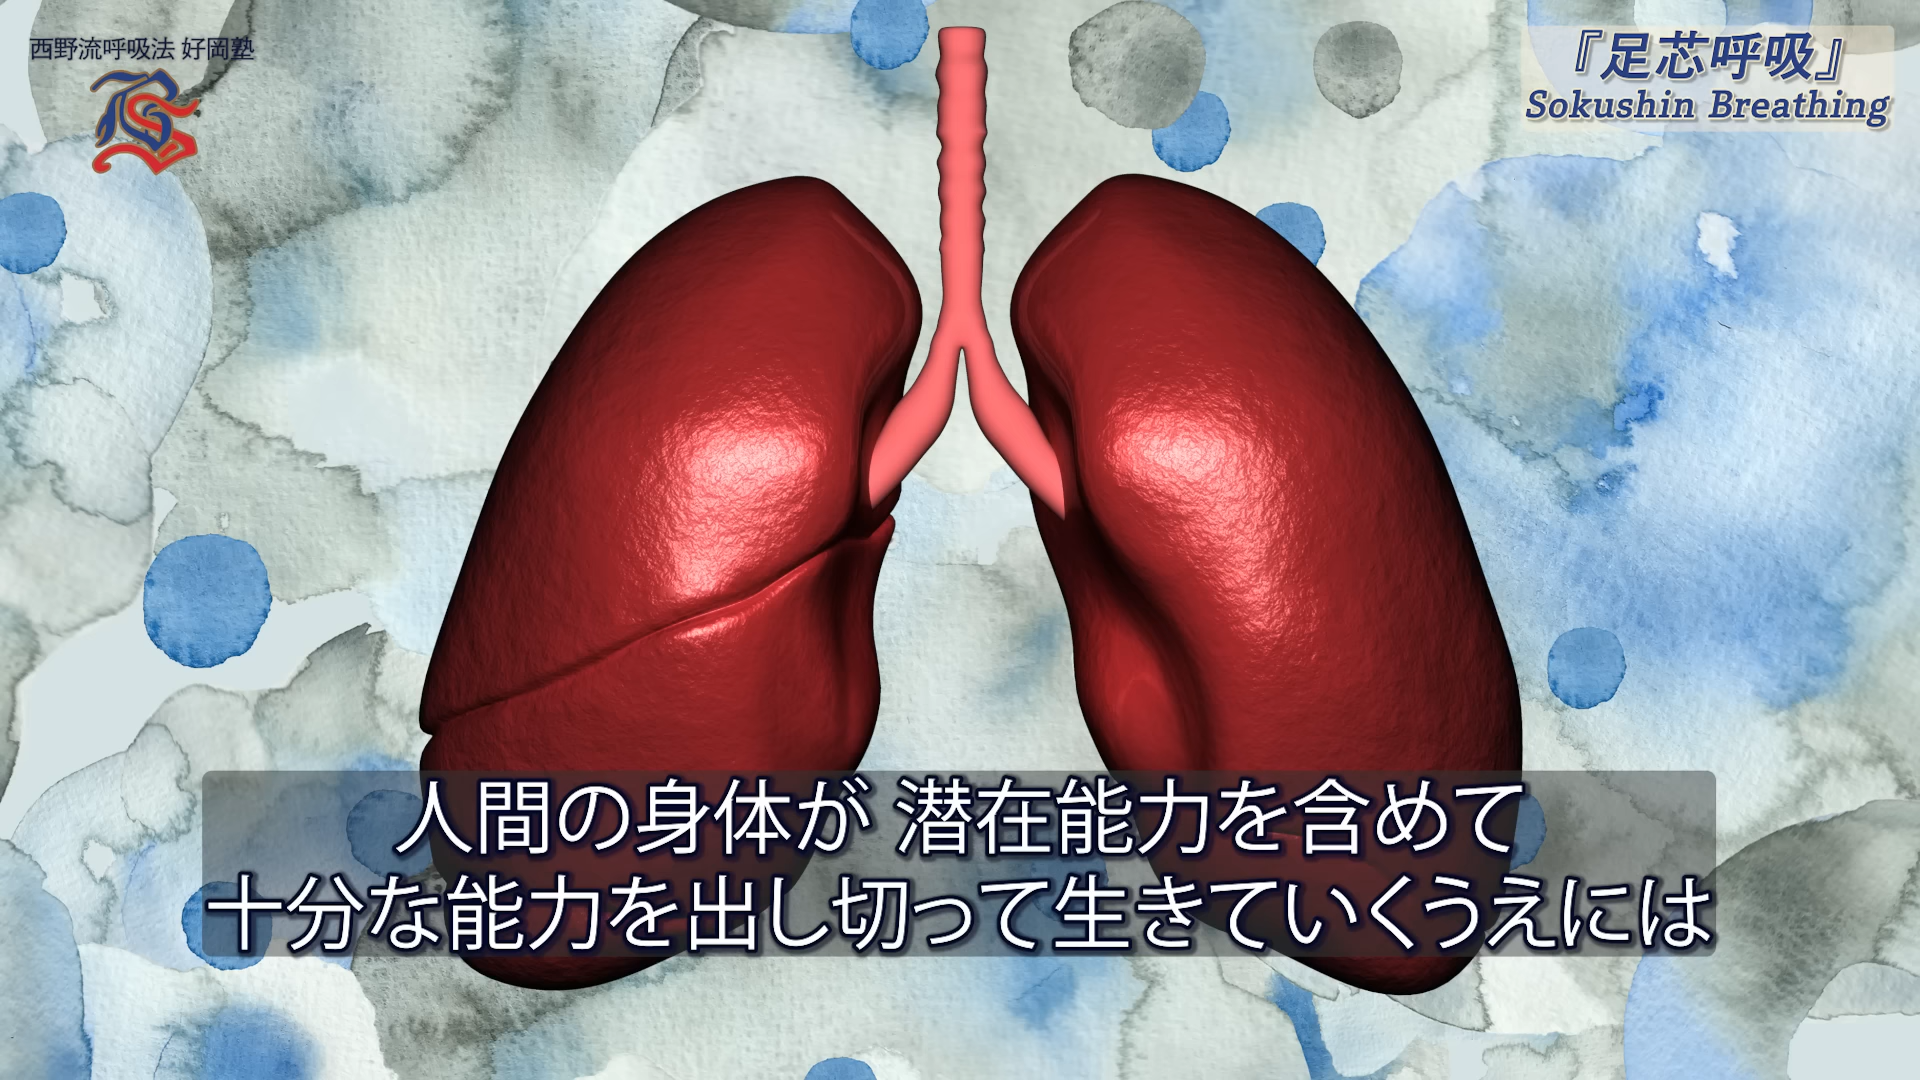 西野流呼吸法 好岡塾
『足芯呼吸』
Sokushin Breathing
人間の身体が 潜在能力を含めて
十分な能力を出し切って生きていくうえには